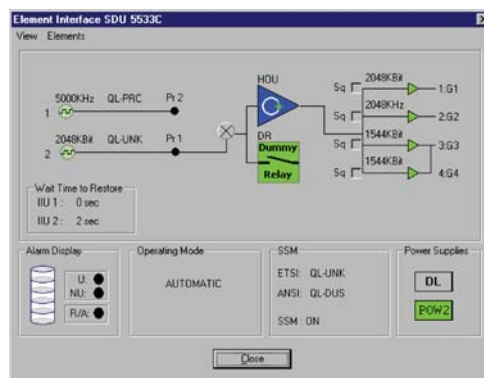 Element Interface SDU 5533C
View Elements
1 5000KHz QL-PRC Pr 2
2 2048KBit QL-UNK Pr 1
HOU
DR
Dummy
Relay
Sq 2048KBit 1:G1
Sq 2048KHz 2:G2
Sq 1544KBit 3:G3
Sq 1544KBit 4:G4
Wait Time to Restore
IIU 1 : 0 sec
IIU 2 : 2 sec
Alarm Display
U:
NU:
R/A:
Operating Mode
AUTOMATIC
SSM
ETSI: QL-UNK
ANSI: QL-DUS
SSM : ON
Power Supplies
DL
POW2
Close